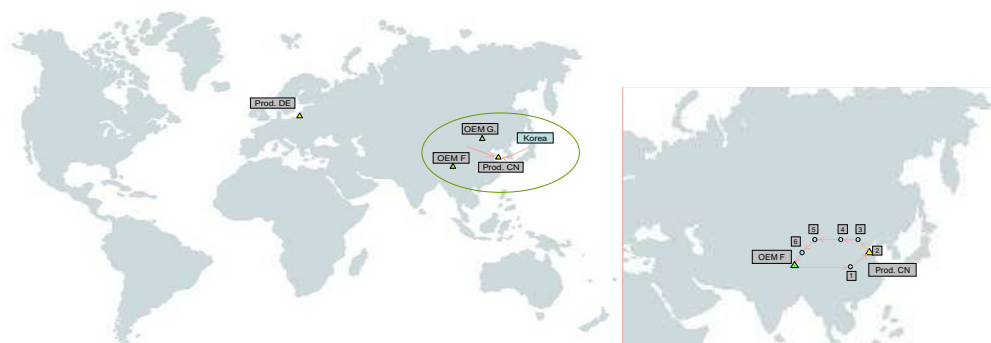 Prod. DE
OEM G.
Korea
OEM F
Prod. CN
5
4
3
6
2
OEM F
Prod. CN
1